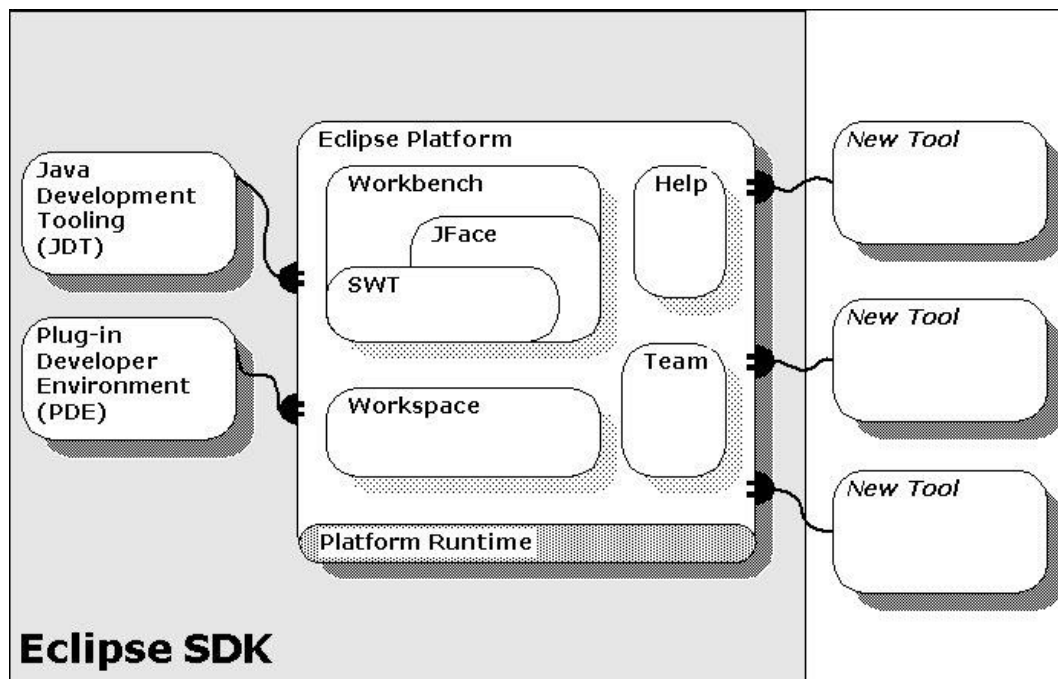 Eclipse Platform
Java
Development
Tooling
(JDT)
Plug-in
Developer
Environment
(PDE)
Workbench
JFace
SWT
Help
Team
Workspace
Platform Runtime
New Tool
New Tool
New Tool
Eclipse SDK